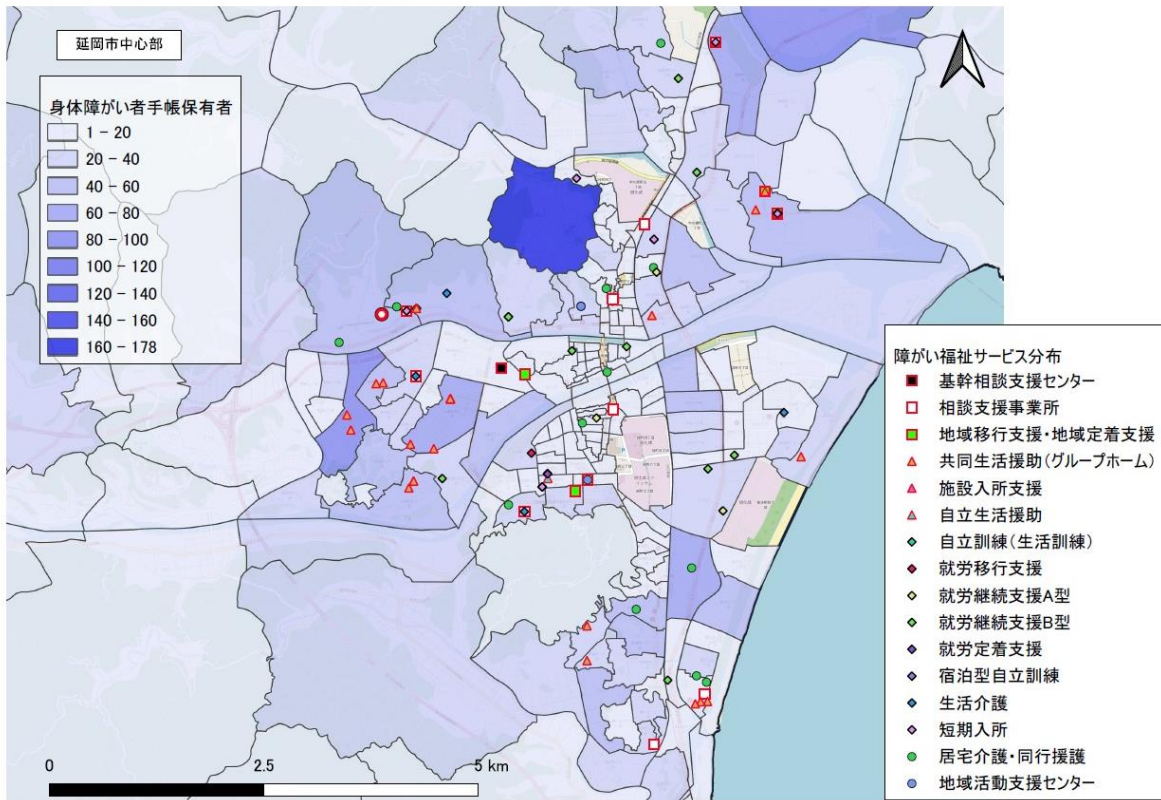 延岡市中心部
身体障がい者手帳保有者
1 - 20
20 - 40
40 - 60
60 - 80
80 - 100
100 - 120
120 - 140
140 - 160
160 - 178
障がい福祉サービス分布
基幹相談支援センター
相談支援事業所
地域移行支援・地域定着支援
共同生活援助(グループホーム)
施設入所支援
自立生活援助
自立訓練(生活訓練)
就労移行支援
就労継続支援A型
就労継続支援B型
就労定着支援
宿泊型自立訓練
生活介護
短期入所
居宅介護・同行援護
地域活動支援センター
0 2.5 5 km